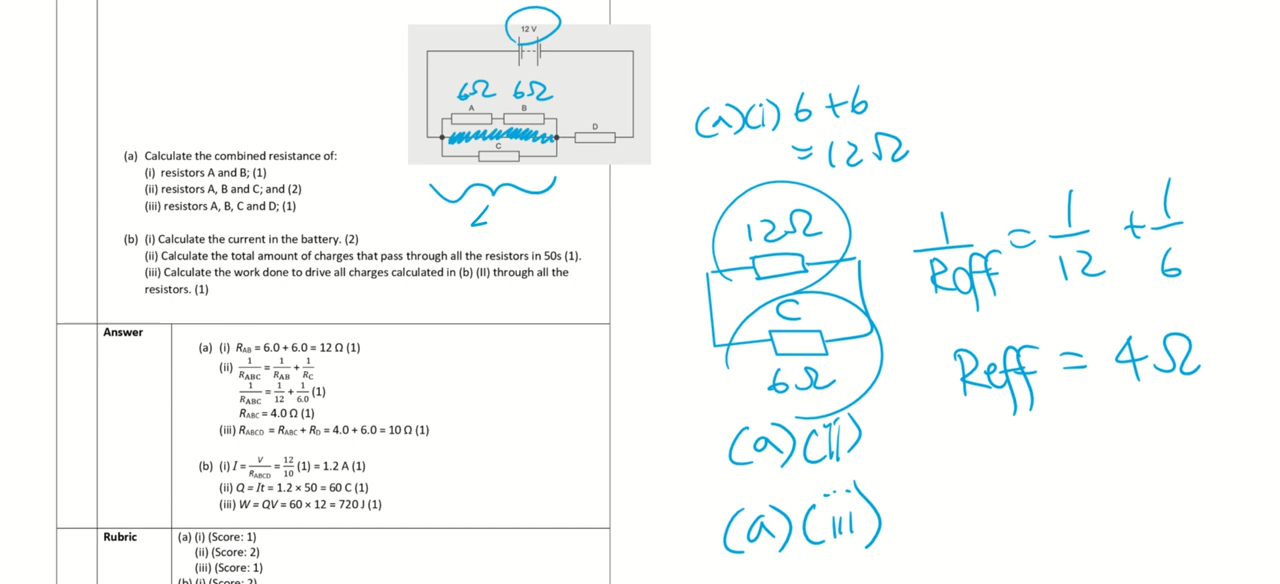 12 V
6Ω 6Ω
A B
D
C
(a) Calculate the combined resistance of:
(i) resistors A and B; (1)
(ii) resistors A, B and C; and (2)
(iii) resistors A, B, C and D; (1)
(b) (i) Calculate the current in the battery. (2)
(ii) Calculate the total amount of charges that pass through all the resistors in 50s (1).
(iii) Calculate the work done to drive all charges calculated in (b) (II) through all the
resistors. (1)
Answer
(a) (i) RAB = 6.0 + 6.0 = 12 Ω (1)
(ii) 1/RABC = 1/RAB + 1/RC
1/RABC = 1/12 + 1/6.0 (1)
RABC = 4.0 Ω (1)
(iii) RABCD = RABC + RD = 4.0 + 6.0 = 10 Ω (1)
(b) (i) I = V/RABCD = 12/10 (1) = 1.2 A (1)
(ii) Q = It = 1.2 × 50 = 60 C (1)
(iii) W = QV = 60 × 12 = 720 J (1)
Rubric
(a) (i) (Score: 1)
(ii) (Score: 2)
(iii) (Score: 1)
(b) (i) (Score: 2)
(a)(i) 6 + 6
= 12Ω
12Ω
C
6Ω
1/Reff = 1/12 + 1/6
Reff = 4Ω
(a)(ii)
(a)(iii)